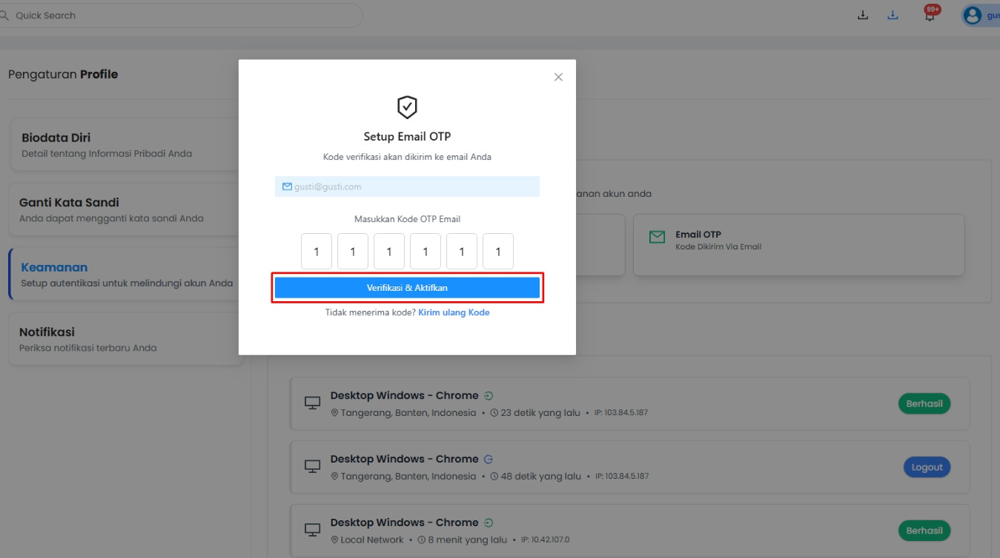 Quick Search
99+
gus
Pengaturan Profile
Biodata Diri
Detail tentang Informasi Pribadi Anda
Ganti Kata Sandi
Anda dapat mengganti kata sandi Anda
Keamanan
Setup autentikasi untuk melindungi akun Anda
Notifikasi
Periksa notifikasi terbaru Anda
Setup Email OTP
Kode verifikasi akan dikirim ke email Anda
gusti@gusti.com
Masukkan Kode OTP Email
1 1 1 1 1 1
Verifikasi & Aktifkan
Tidak menerima kode? Kirim ulang Kode
anan akun anda
Email OTP
Kode Dikirim Via Email
Desktop Windows - Chrome
Tangerang, Banten, Indonesia • 23 detik yang lalu • IP: 103.84.5.187
Berhasil
Desktop Windows - Chrome
Tangerang, Banten, Indonesia • 48 detik yang lalu • IP: 103.84.5.187
Logout
Desktop Windows - Chrome
Local Network • 8 menit yang lalu • IP: 10.42.107.0
Berhasil